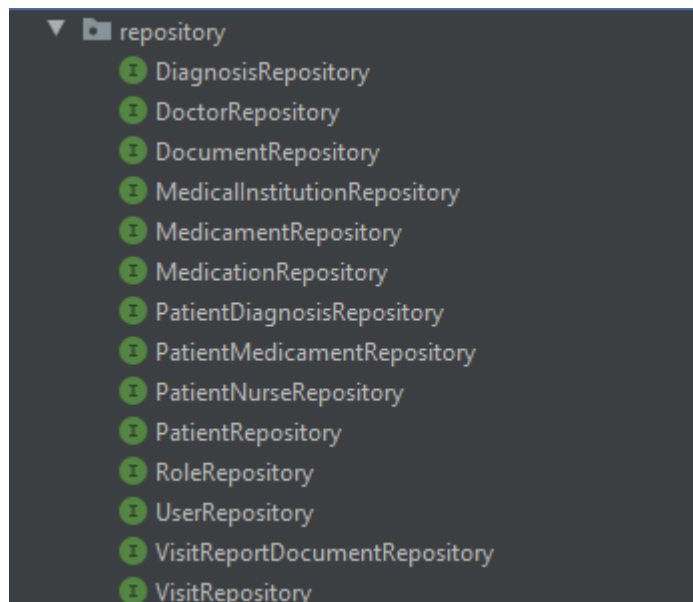 repository
DiagnosisRepository
DoctorRepository
DocumentRepository
MedicalInstitutionRepository
MedicamentRepository
MedicationRepository
PatientDiagnosisRepository
PatientMedicamentRepository
PatientNurseRepository
PatientRepository
RoleRepository
UserRepository
VisitReportDocumentRepository
VisitRepository